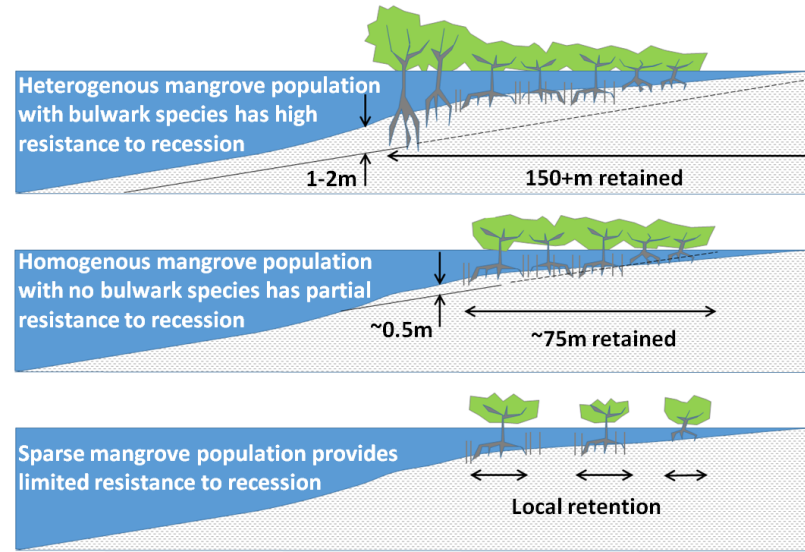 Heterogenous mangrove population
with bulwark species has high
resistance to recession
1-2m
150+m retained
Homogenous mangrove population
with no bulwark species has partial
resistance to recession
~0.5m
~75m retained
Sparse mangrove population provides
limited resistance to recession
Local retention